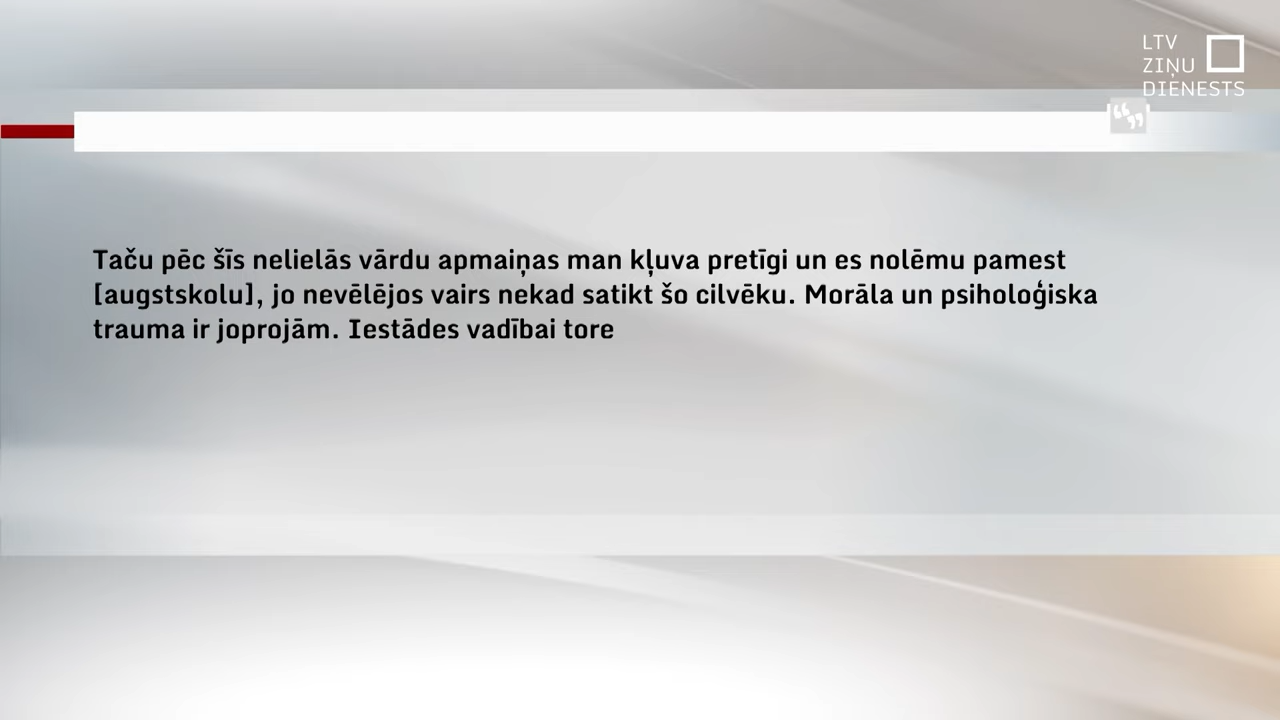 LTV
ZIŅU
DIENESTS
Taču pēc šīs nelielās vārdu apmaiņas man kļuva pretīgi un es nolēmu pamest
[augstskolu], jo nevēlējos vairs nekad satikt šo cilvēku. Morāla un psiholoģiska
trauma ir joprojām. Iestādes vadībai tore